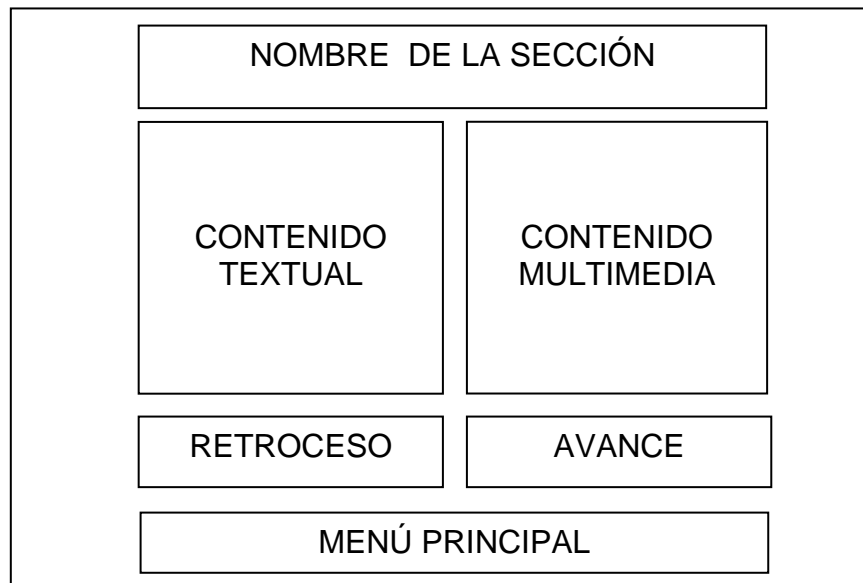 NOMBRE DE LA SECCIÓN
CONTENIDO
TEXTUAL
CONTENIDO
MULTIMEDIA
RETROCESO
AVANCE
MENÚ PRINCIPAL